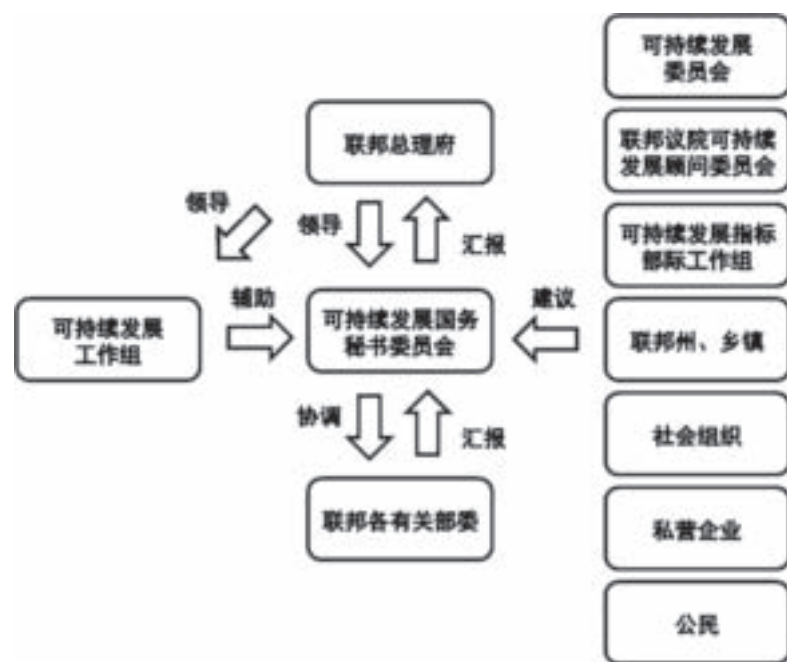 可持续发展
委员会
联邦总理府
联邦议院可持续
发展顾问委员会
领导
领导
汇报
可持续发展指标
部际工作组
可持续发展
工作组
辅助
可持续发展国务
秘书委员会
建议
联邦州、乡镇
协调
汇报
社会组织
联邦各有关部委
私营企业
公民